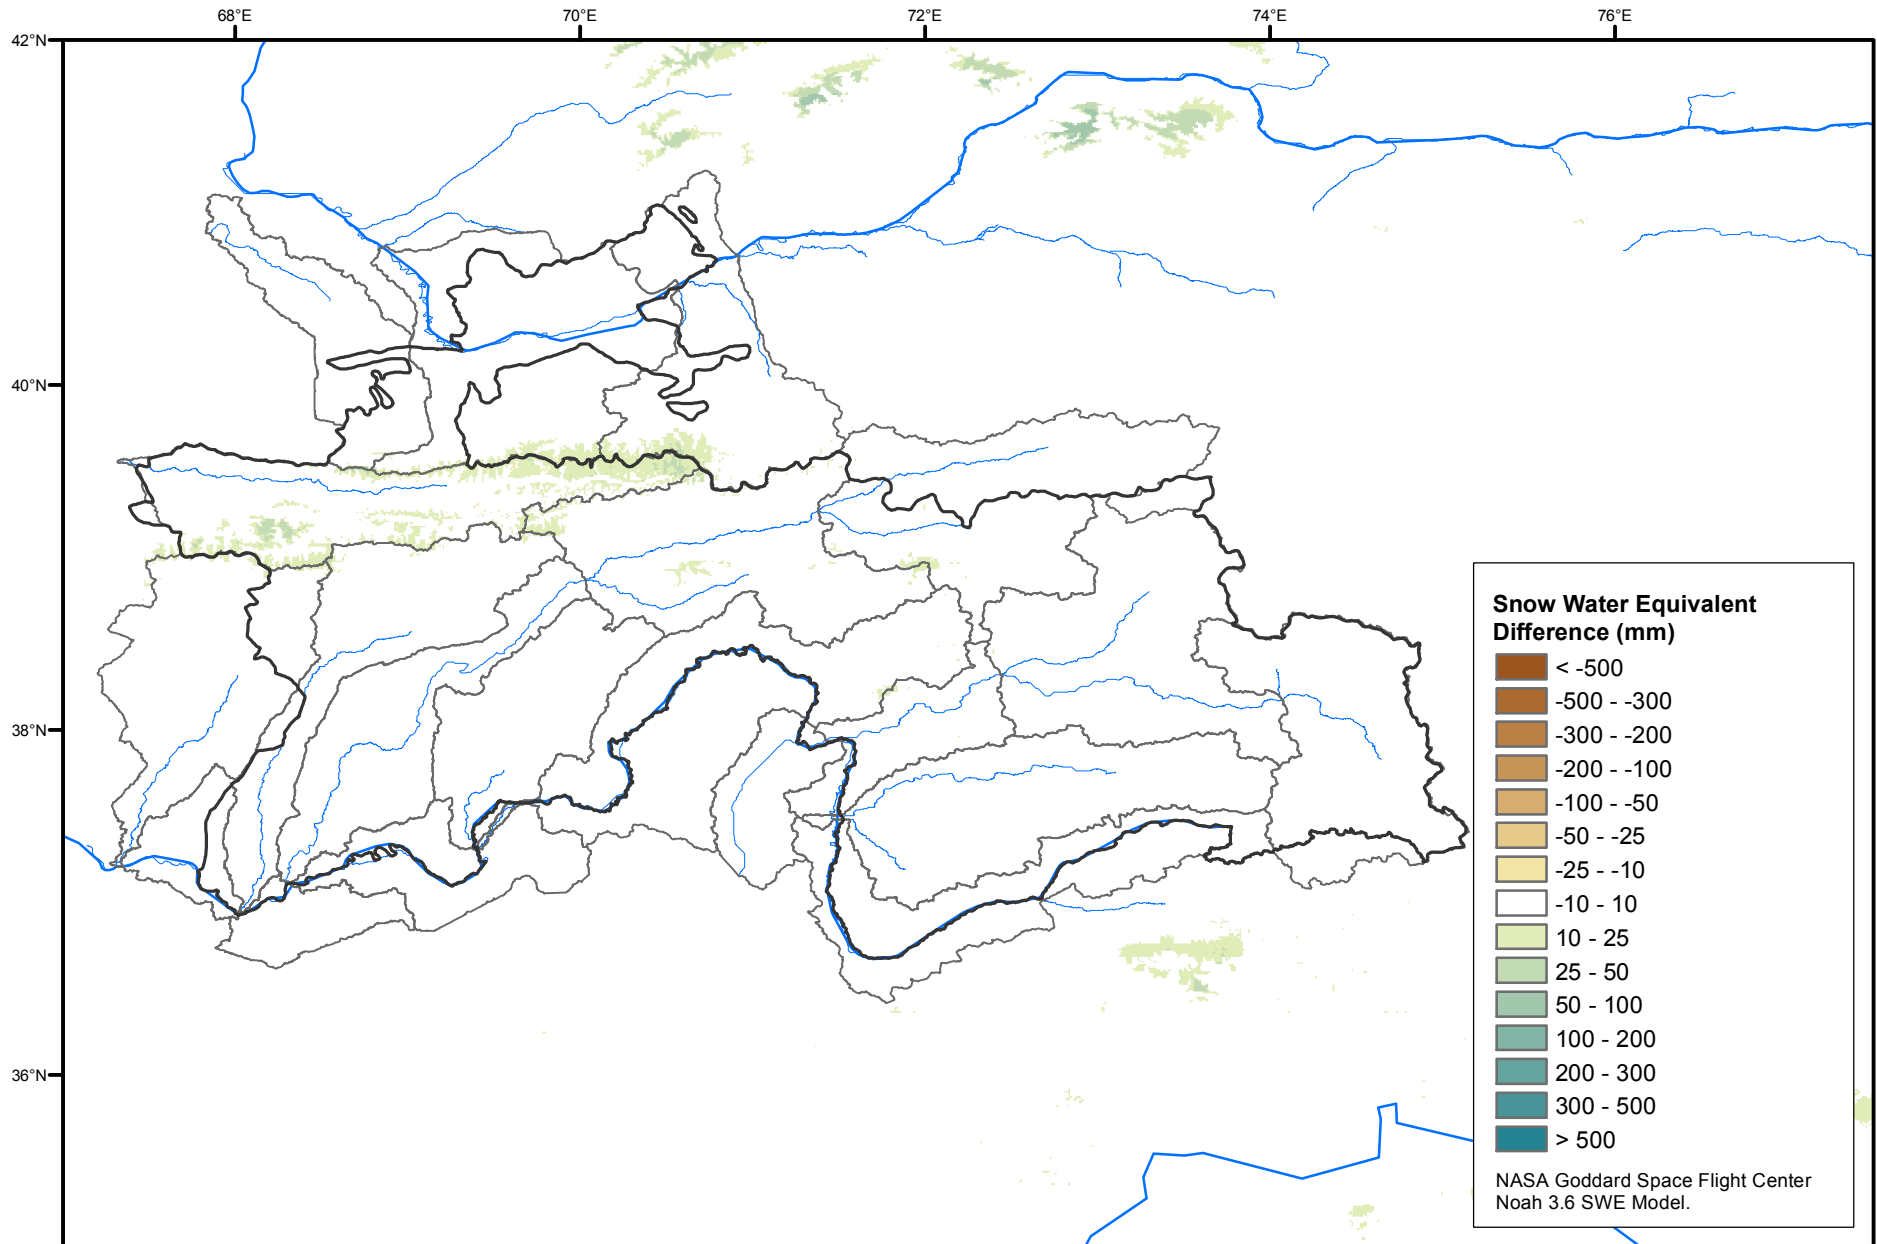 68°E 70°E 72°E 74°E 76°E
42°N
40°N
38°N
36°N
Snow Water Equivalent
Difference (mm)
< -500
-500 - -300
-300 - -200
-200 - -100
-100 - -50
-50 - -25
-25 - -10
-10 - 10
10 - 25
25 - 50
50 - 100
100 - 200
200 - 300
300 - 500
> 500
NASA Goddard Space Flight Center
Noah 3.6 SWE Model.